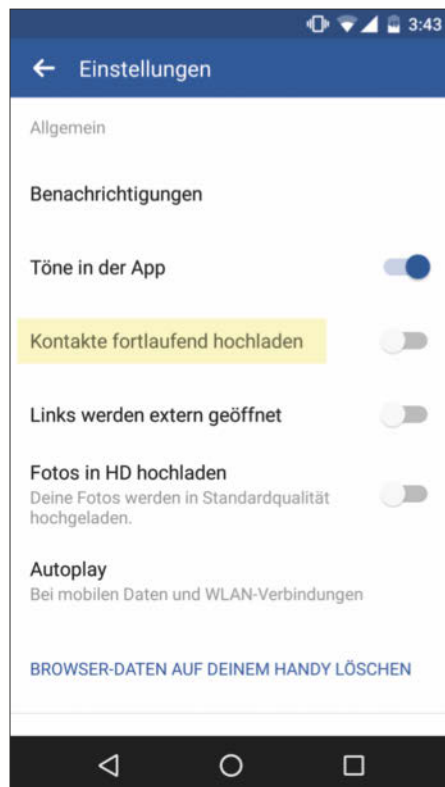 3:43
Einstellungen
Allgemein
Benachrichtigungen
Töne in der App
Kontakte fortlaufend hochladen
Links werden extern geöffnet
Fotos in HD hochladen
Deine Fotos werden in Standardqualität
hochgeladen.
Autoplay
Bei mobilen Daten und WLAN-Verbindungen
BROWSER-DATEN AUF DEINEM HANDY LÖSCHEN